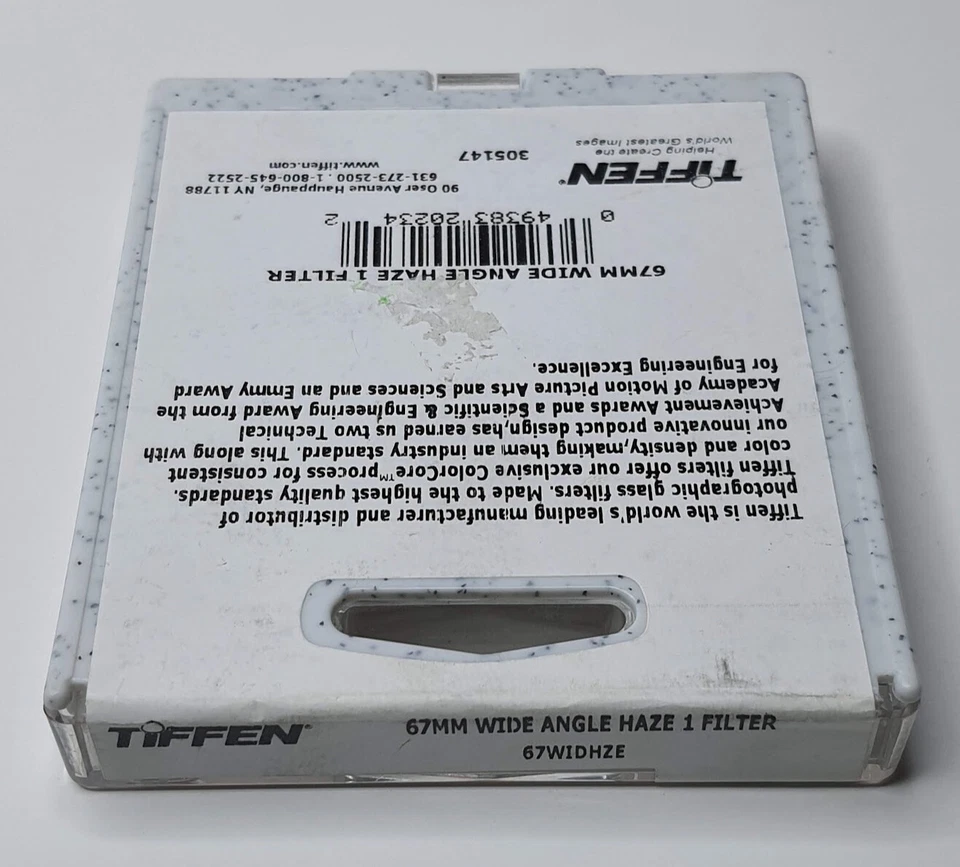 Tiffen is the world's leading manufacturer and distributor of
photographic glass filters. Made to the highest quality standards.
Tiffen filters offer our exclusive ColorCore™process for consistent
color and density,making them an industry standard. This along with
our innovative product design,has earned us two Technical
Achievement Awards and a Scientific & Engineering Award from the
Academy of Motion Picture Arts and Sciences and an Emmy Award
for Engineering Excellence.
67MM WIDE ANGLE HAZE 1 FILTER
0 49383 20234 2
TIFFEN®
Helping Create the
World's Greatest Images
90 Oser Avenue Hauppauge, NY 11788
631-273-2500 . 1-800-645-2522
www.tiffen.com
305147
TIFFEN®
67MM WIDE ANGLE HAZE 1 FILTER
67WIDHZE